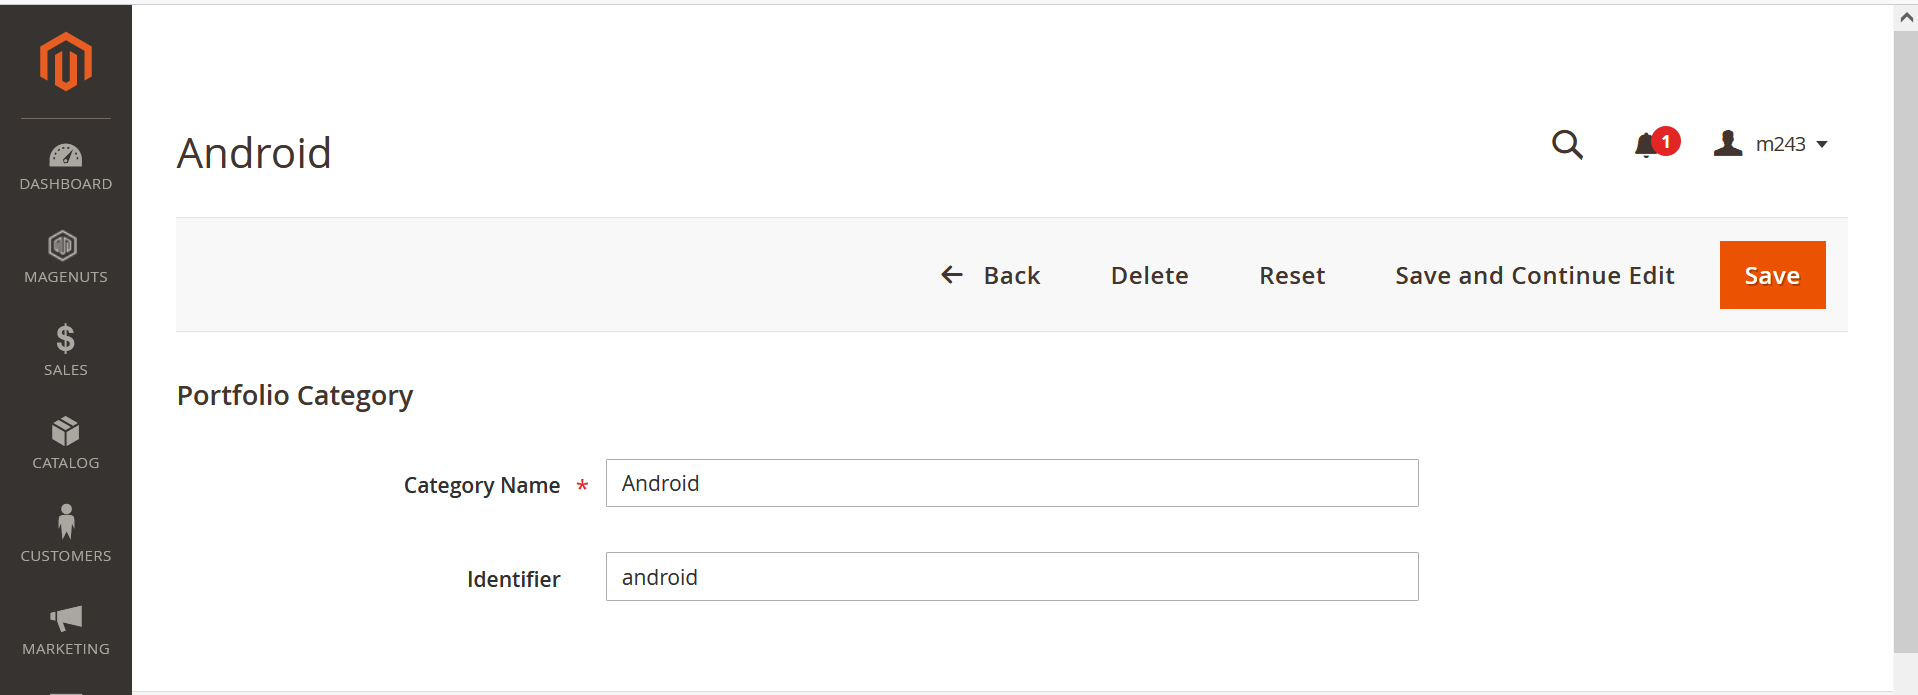 DASHBOARD
MAGENUTS
SALES
CATALOG
CUSTOMERS
MARKETING
Android
1
m243
Back
Delete
Reset
Save and Continue Edit
Save
Portfolio Category
Category Name *
Android
Identifier
android